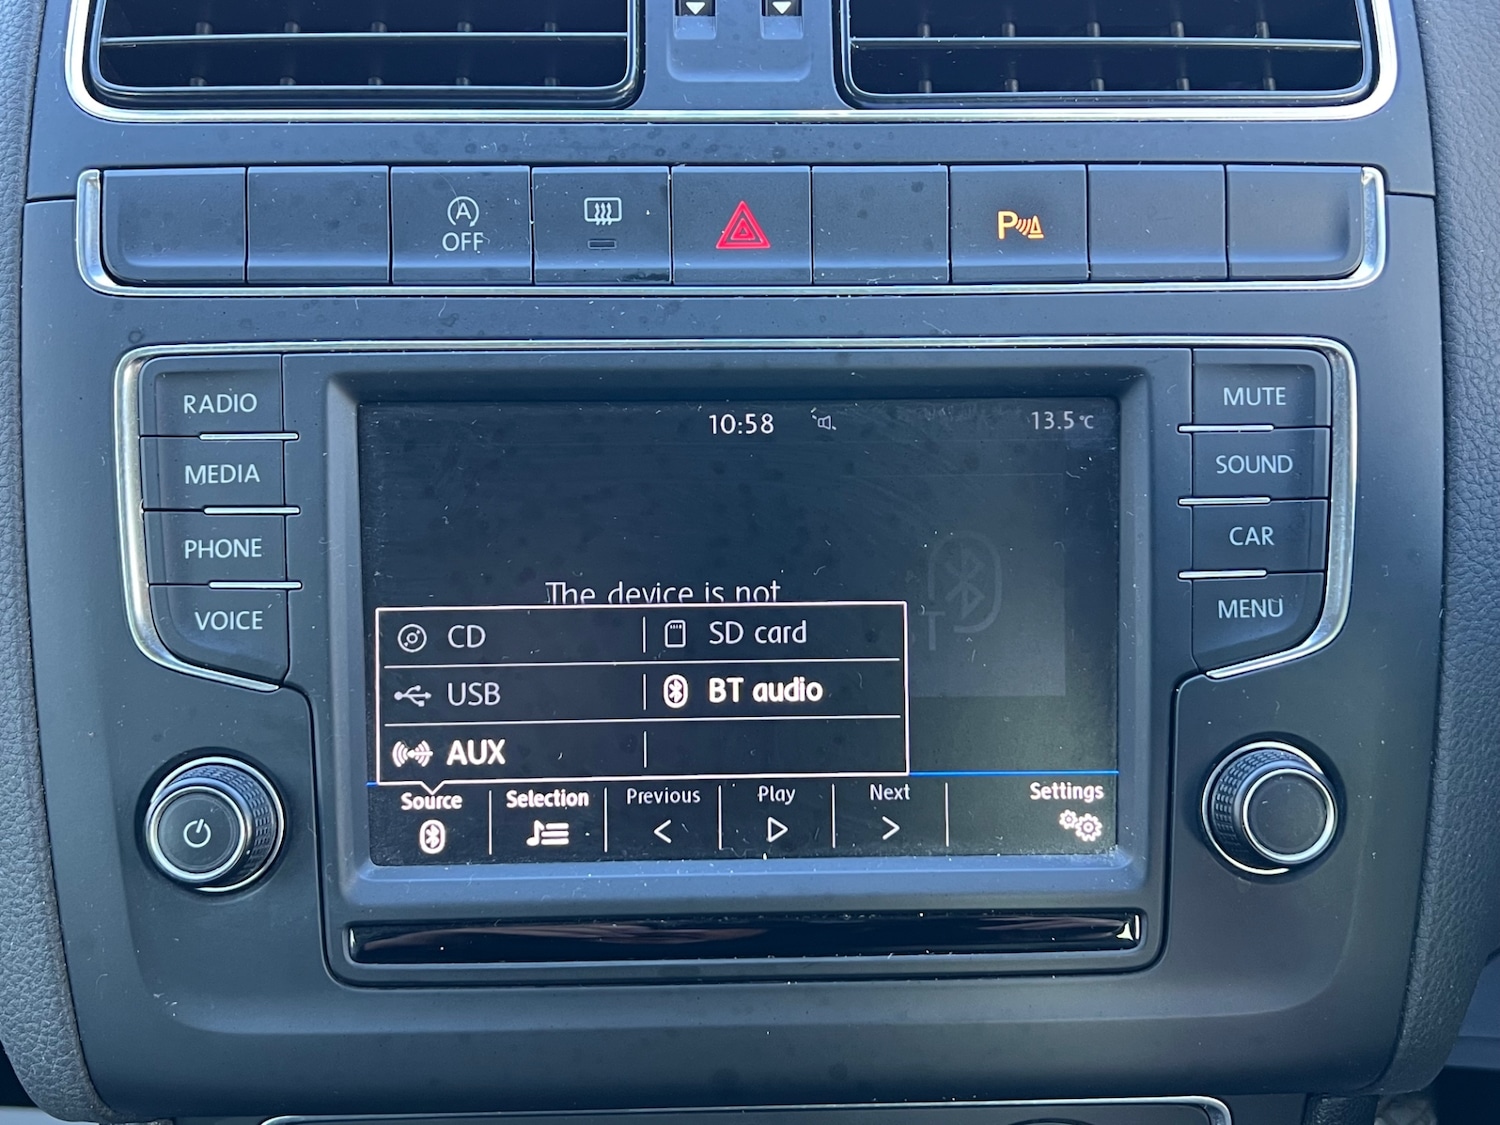 A
OFF
P
RADIO
MEDIA
PHONE
VOICE
10:58
13.5°C
The device is not
CD
SD card
USB
BT audio
AUX
Source
Selection
Previous
Play
Next
Settings
MUTE
SOUND
CAR
MENU